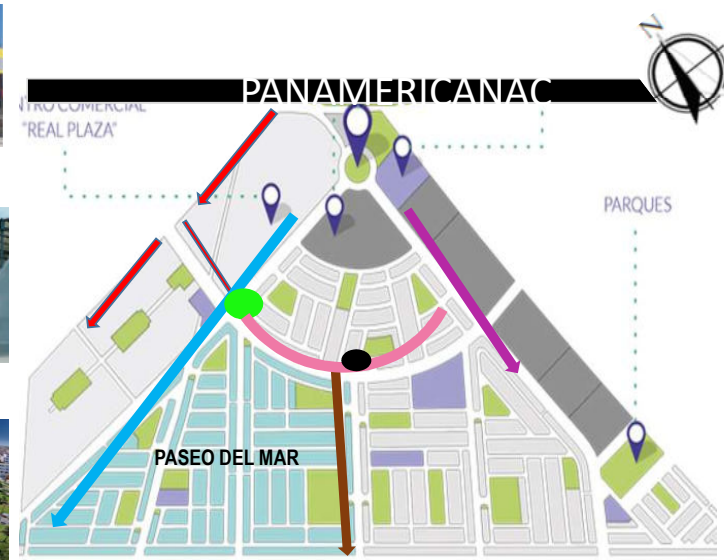 PANAMERICANAC
NTRO COMERCIAL
"REAL PLAZA"
PARQUES
PASEO DEL MAR
N